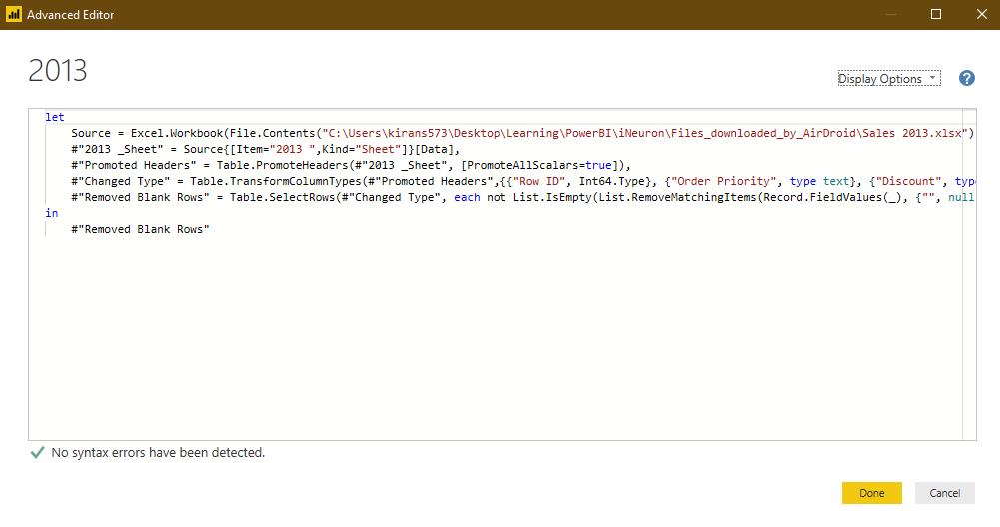 Advanced Editor
2013
Display Options
?
let
Source = Excel.Workbook(File.Contents("C:\Users\kirans573\Desktop\Learning\PowerBI\iNeuron\Files_downloaded_by_AirDroid\Sales 2013.xlsx")
#"2013 _Sheet" = Source{[Item="2013 ",Kind="Sheet"]}[Data],
#"Promoted Headers" = Table.PromoteHeaders(#"2013 _Sheet", [PromoteAllScalars=true]),
#"Changed Type" = Table.TransformColumnTypes(#"Promoted Headers",{{"Row ID", Int64.Type}, {"Order Priority", type text}, {"Discount", typ
#"Removed Blank Rows" = Table.SelectRows(#"Changed Type", each not List.IsEmpty(List.RemoveMatchingItems(Record.FieldValues(_), {"", null
in
#"Removed Blank Rows"
No syntax errors have been detected.
Done Cancel